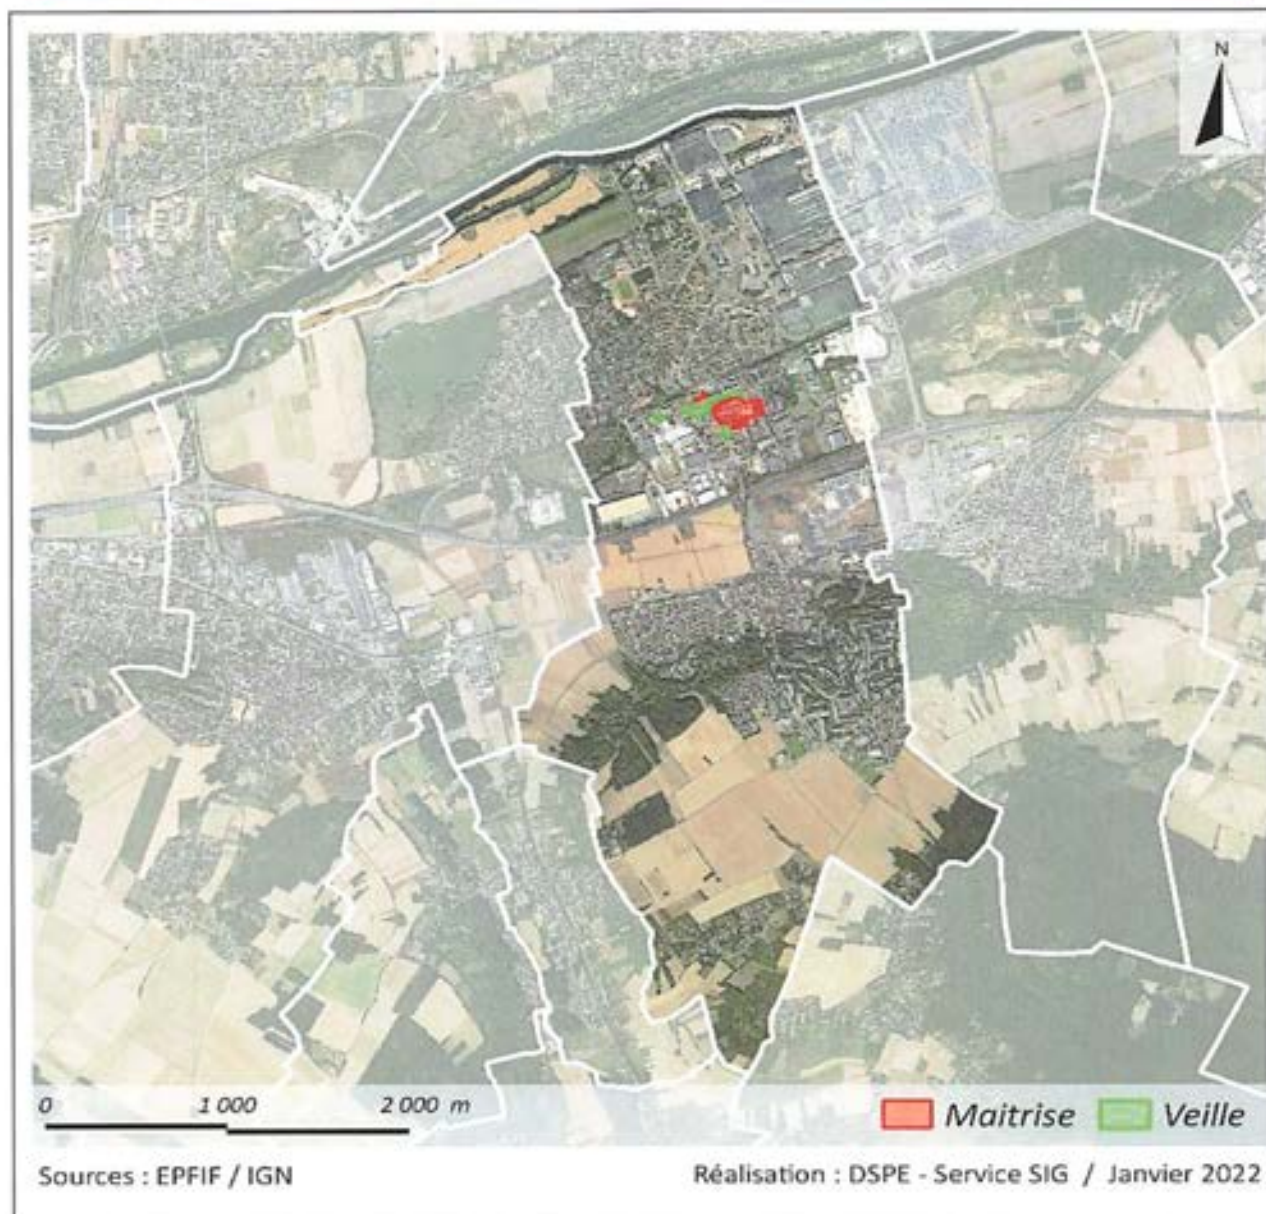 N
0 1 000 2 000 m
Maitrise Veille
Sources : EPFIF / IGN
Réalisation : DSPE - Service SIG / Janvier 2022